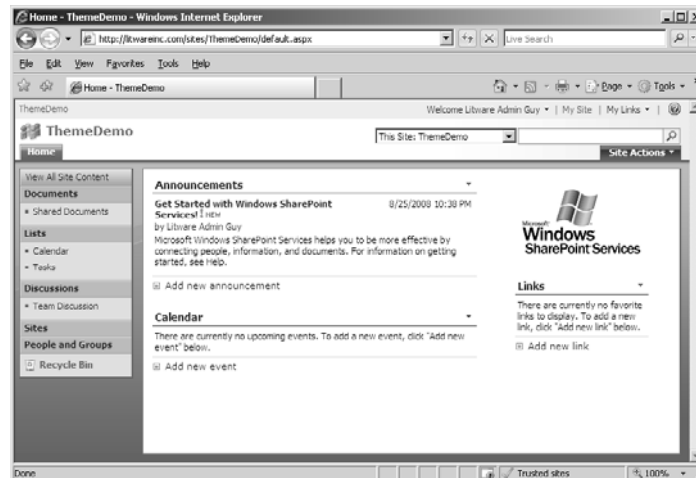 Home - ThemeDemo - Windows Internet Explorer
http://litwareinc.com/sites/ThemeDemo/default.aspx
Live Search
File Edit View Favorites Tools Help
Home - ThemeDemo
Page Tools
ThemeDemo
Welcome Litware Admin Guy | My Site | My Links
ThemeDemo
This Site: ThemeDemo
Home
Site Actions
View All Site Content
Documents
Shared Documents
Lists
Calendar
Tasks
Discussions
Team Discussion
Sites
People and Groups
Recycle Bin
Announcements
Get Started with Windows SharePoint
Services! NEW
8/25/2008 10:38 PM
by Litware Admin Guy
Microsoft Windows SharePoint Services helps you to be more effective by
connecting people, information, and documents. For information on getting
started, see Help.
Add new announcement
Calendar
There are currently no upcoming events. To add a new event, click "Add new
event" below.
Add new event
Microsoft
Windows
SharePoint Services
Links
There are currently no favorite
links to display. To add a new
link, click "Add new link" below.
Add new link
Done
Trusted sites
100%